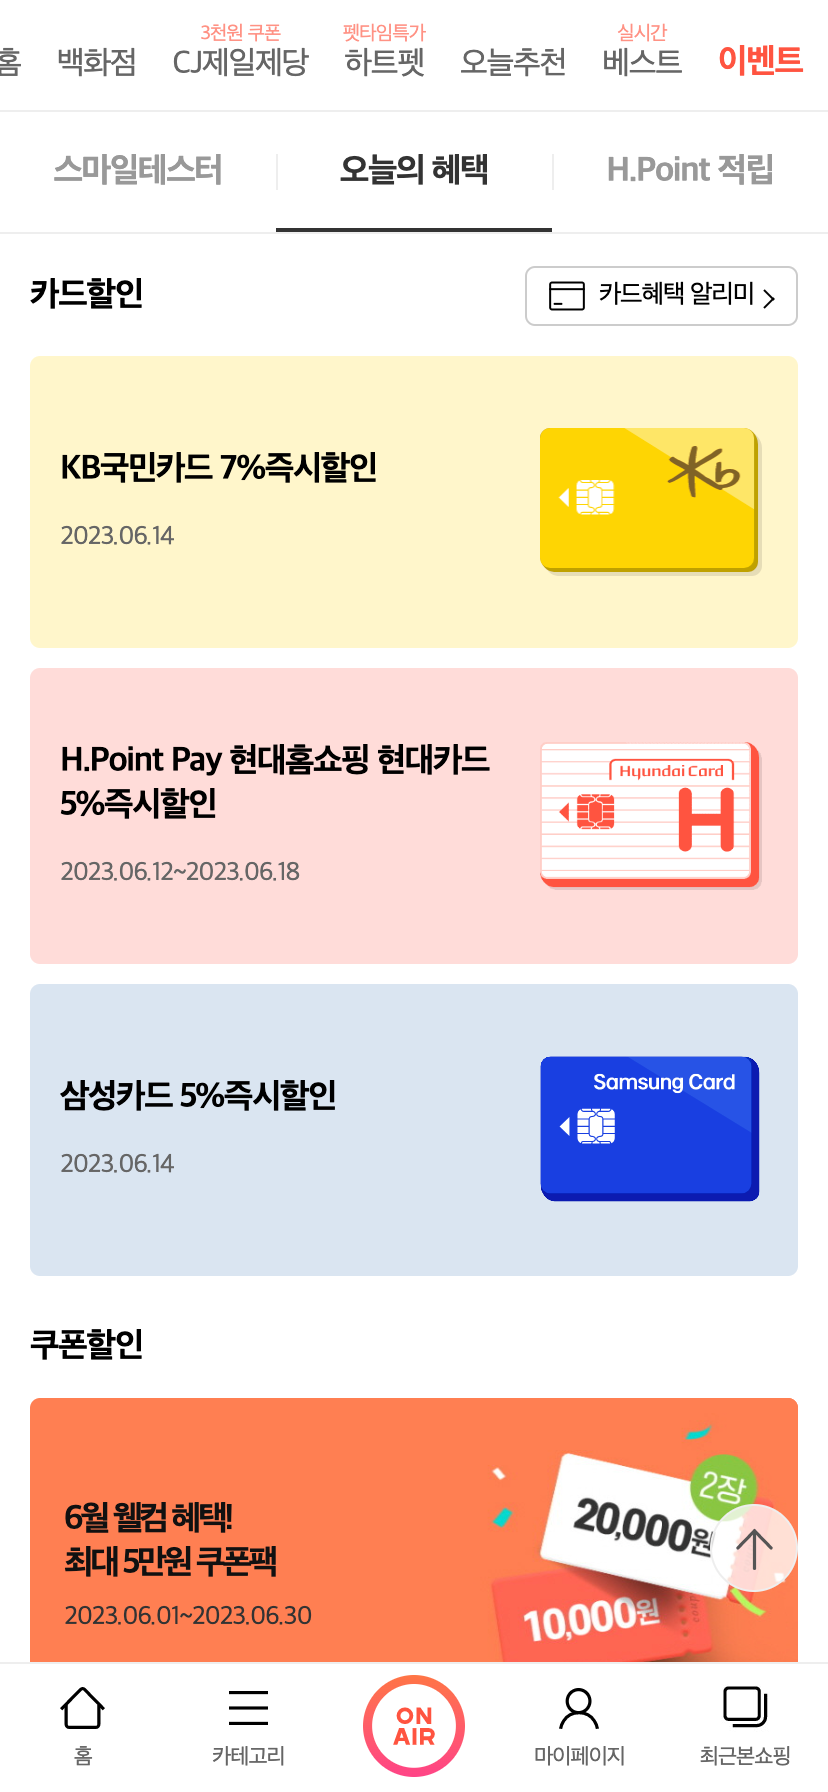 홈
백화점
3천원 쿠폰
CJ제일제당
펫타임특가
하트펫
오늘추천
실시간
베스트
이벤트
스마일테스터
오늘의 혜택
H.Point 적립
카드할인
카드혜택 알리미
KB국민카드 7%즉시할인
2023.06.14
Kb
H.Point Pay 현대홈쇼핑 현대카드
5%즉시할인
2023.06.12~2023.06.18
Hyundai Card
H
삼성카드 5%즉시할인
2023.06.14
Samsung Card
쿠폰할인
6월 웰컴 혜택!
최대 5만원 쿠폰팩
2023.06.01~2023.06.30
2장
20,000원
10,000원
홈
카테고리
ON
AIR
마이페이지
최근본쇼핑